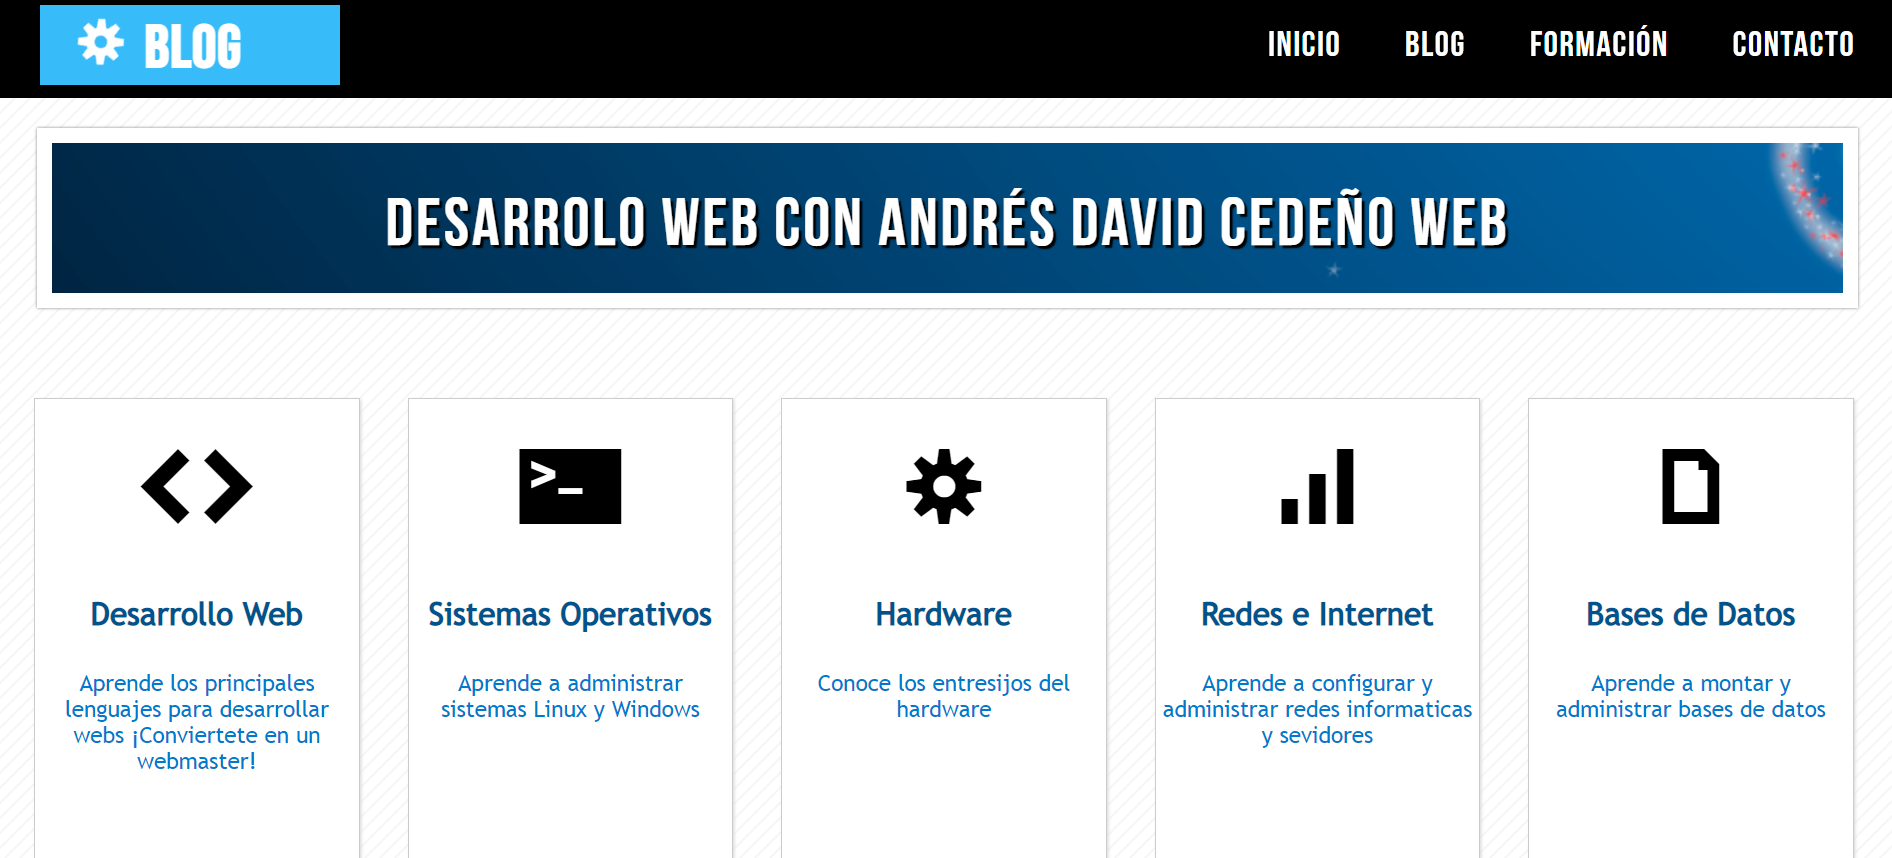 BLOG
INICIO BLOG FORMACIÓN CONTACTO
DESARROLO WEB CON ANDRÉS DAVID CEDEÑO WEB
>_
Desarrollo Web
Aprende los principales
lenguajes para desarrollar
webs ¡Conviertete en un
webmaster!
Sistemas Operativos
Aprende a administrar
sistemas Linux y Windows
Hardware
Conoce los entresijos del
hardware
Redes e Internet
Aprende a configurar y
administrar redes informaticas
y sevidores
Bases de Datos
Aprende a montar y
administrar bases de datos